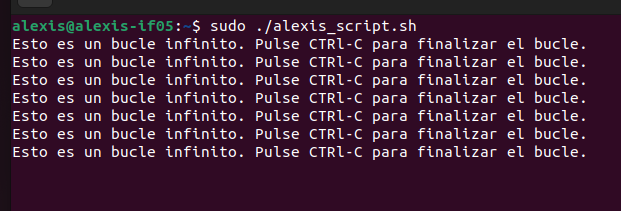 alexis@alexis-if05:~$ sudo ./alexis_script.sh
Esto es un bucle infinito. Pulse CTRl-C para finalizar el bucle.
Esto es un bucle infinito. Pulse CTRl-C para finalizar el bucle.
Esto es un bucle infinito. Pulse CTRl-C para finalizar el bucle.
Esto es un bucle infinito. Pulse CTRl-C para finalizar el bucle.
Esto es un bucle infinito. Pulse CTRl-C para finalizar el bucle.
Esto es un bucle infinito. Pulse CTRl-C para finalizar el bucle.
Esto es un bucle infinito. Pulse CTRl-C para finalizar el bucle.